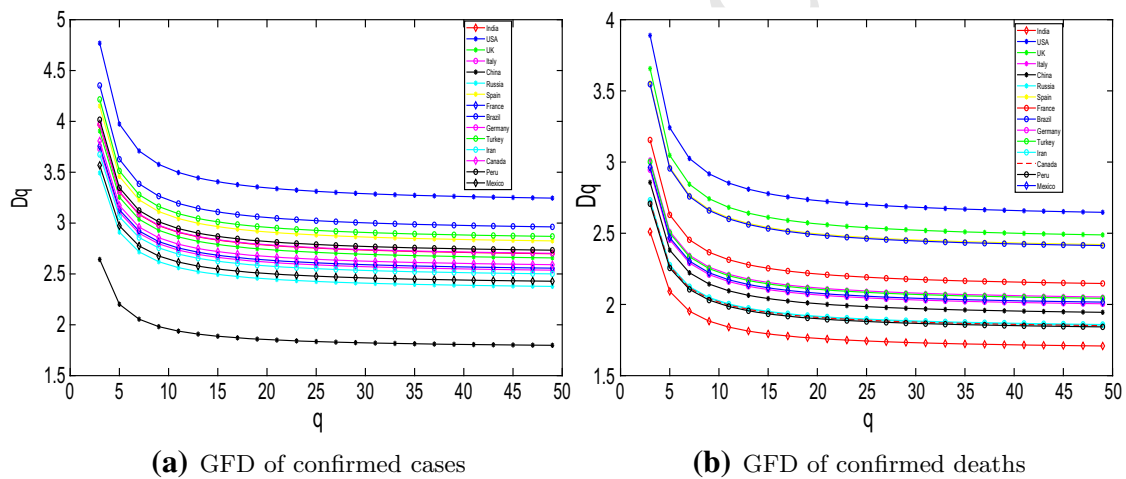 5
4.5
4
3.5
3
2.5
2
1.5
Dq
0 5 10 15 20 25 30 35 40 45 50
q
India
USA
UK
Italy
China
Russia
Spain
France
Brazil
Germany
Turkey
Iran
Canada
Peru
Mexico
(a) GFD of confirmed cases
4
3.5
3
2.5
2
1.5
Dq
0 5 10 15 20 25 30 35 40 45 50
q
India
USA
UK
Italy
China
Russia
Spain
France
Brazil
Germany
Turkey
Iran
Canada
Peru
Mexico
(b) GFD of confirmed deaths